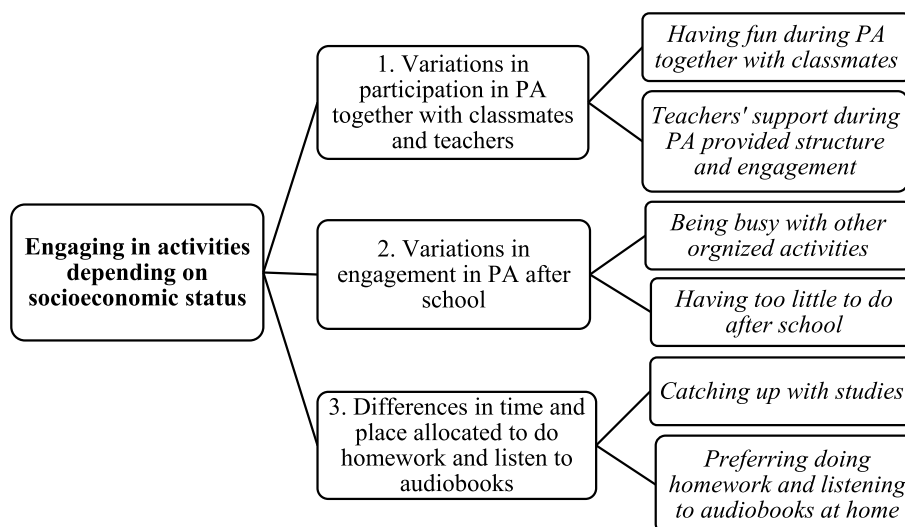 Engaging in activities
depending on
socioeconomic status
1. Variations in
participation in PA
together with classmates
and teachers
Having fun during PA
together with classmates
Teachers' support during
PA provided structure
and engagement
2. Variations in
engagement in PA after
school
Being busy with other
orgnized activities
Having too little to do
after school
3. Differences in time and
place allocated to do
homework and listen to
audiobooks
Catching up with studies
Preferring doing
homework and listening
to audiobooks at home